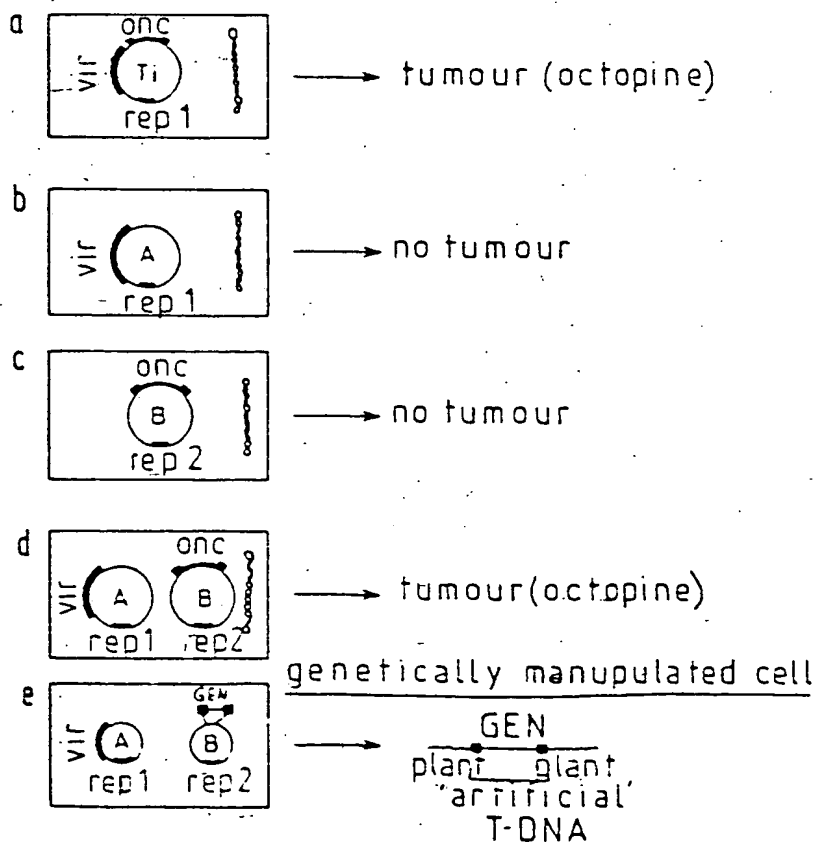 a
onc
vir
Ti
rep 1
tumour (octopine)
b
vir
A
rep 1
no tumour
c
onc
B
rep 2
no tumour
d
onc
vir
A
B
rep1
rep2
tumour (octopine)
genetically manupulated cell
e
GEN
vir
A
B
rep1
rep2
GEN
plant plant
"artificial'
T-DNA